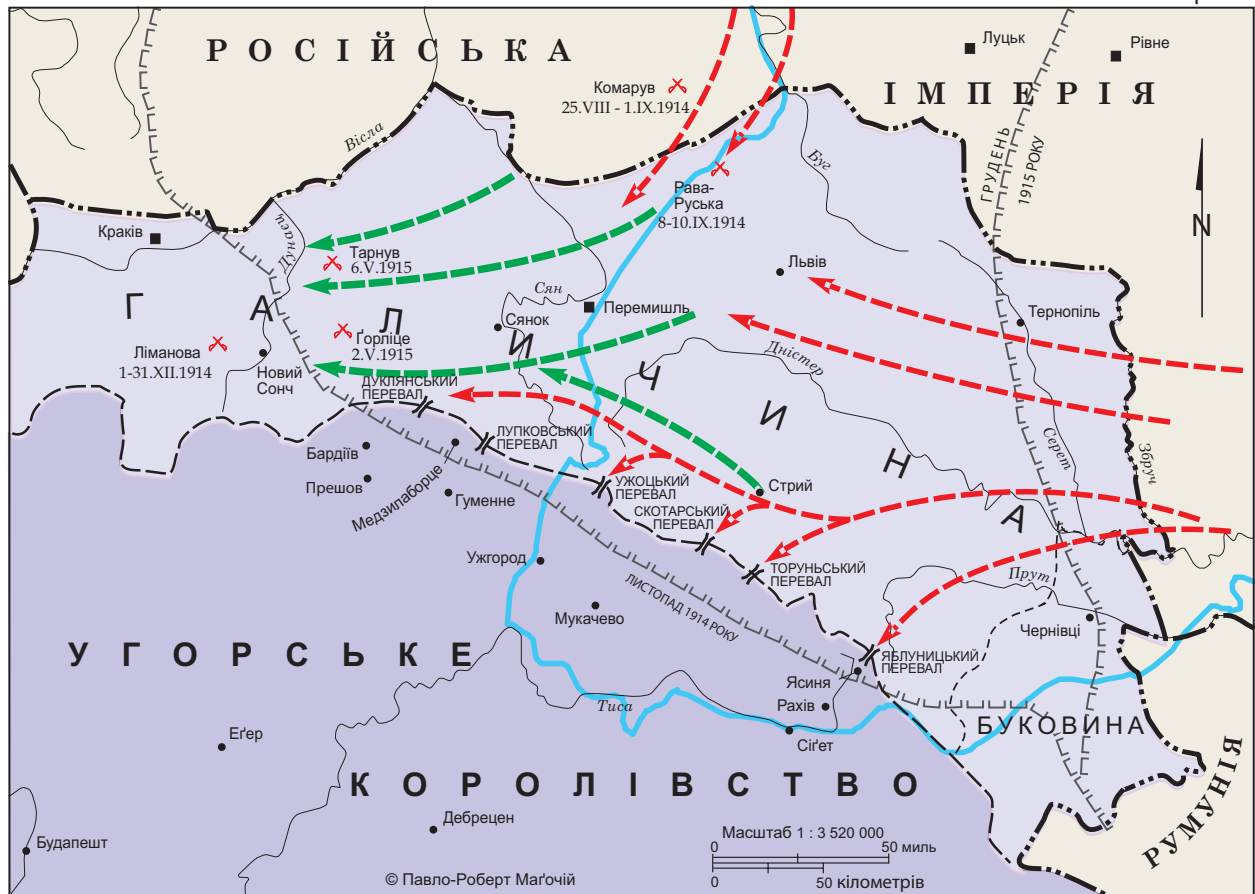 РОСІЙСЬКА
ІМПЕРІЯ
Луцьк
Рівне
Комарув
25.VIII - 1.IX.1914
Вісла
Буг
ГРУДЕНЬ
1915 РОКУ
N
Рава-
Руська
8-10.IX.1914
Краків
Дунаєц
Тарнув
6.V.1915
Львів
ГАЛИЧИНА
Сян
Перемишль
Сянок
Тернопіль
Ліманова
1-31.XII.1914
Ґорліце
2.V.1915
Новий
Сонч
Дністер
ДУКЛЯНСЬКИЙ
ПЕРЕВАЛ
ЛУПКОВСЬКИЙ
ПЕРЕВАЛ
Серет
Збруч
Бардіїв
Прешов
Медзилаборце
Гуменне
УЖОЦЬКИЙ
ПЕРЕВАЛ
Стрий
СКОТАРСЬКИЙ
ПЕРЕВАЛ
Ужгород
ТОРУНЬСЬКИЙ
ПЕРЕВАЛ
Прут
Мукачево
ЛИСТОПАД 1914 РОКУ
Чернівці
УГОРСЬКЕ
ЯБЛУНИЦЬКИЙ
ПЕРЕВАЛ
Ясиня
Тиса
Рахів
БУКОВИНА
Еґер
Сіґет
КОРОЛІВСТВО
РУМУНІЯ
Дебрецен
Будапешт
Масштаб 1 : 3 520 000
0 50 миль
0 50 кілометрів
© Павло-Роберт Маґочій